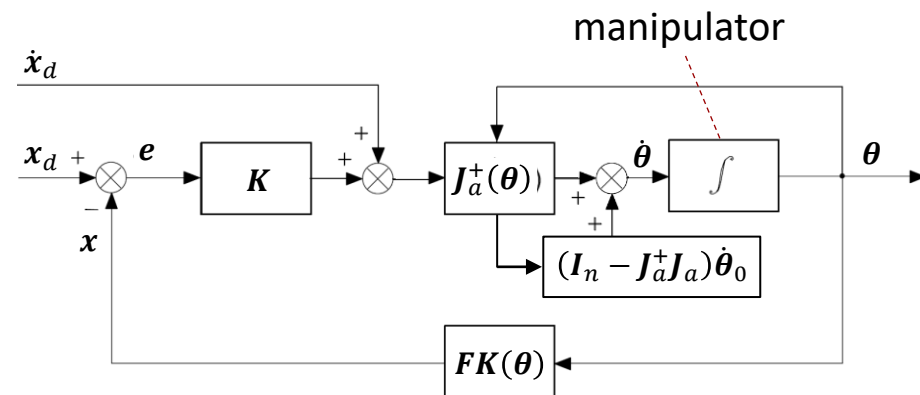 manipulator
ẋ_d
+
x_d + e + K J_a^+(θ)) θ̇ ∫ θ
+
−
+
x
(I_n − J_a^+ J_a)θ̇_0
FK(θ)